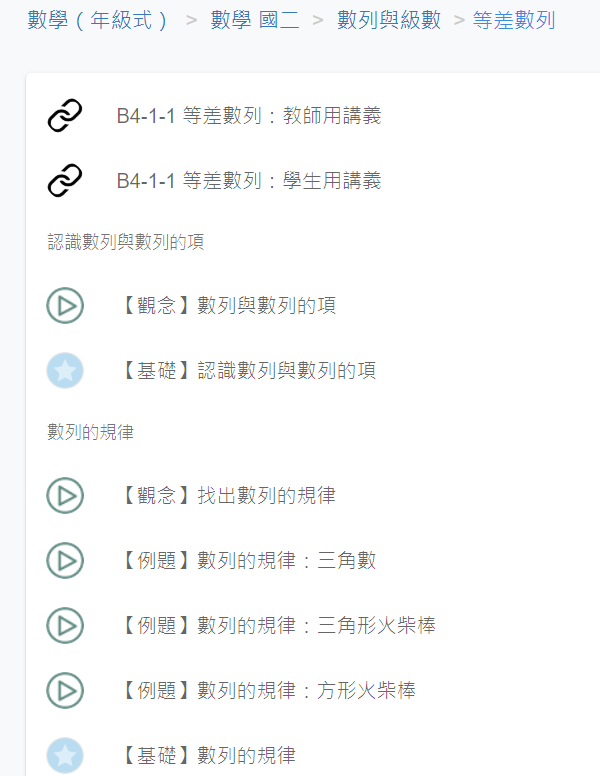 數學（年級式） > 數學 國二 > 數列與級數 > 等差數列
B4-1-1 等差數列：教師用講義
B4-1-1 等差數列：學生用講義
認識數列與數列的項
【觀念】數列與數列的項
【基礎】認識數列與數列的項
數列的規律
【觀念】找出數列的規律
【例題】數列的規律：三角數
【例題】數列的規律：三角形火柴棒
【例題】數列的規律：方形火柴棒
【基礎】數列的規律